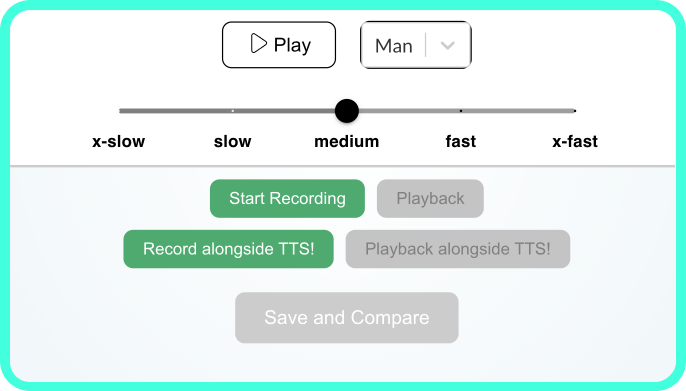 Play Man
x-slow slow medium fast x-fast
Start Recording Playback
Record alongside TTS! Playback alongside TTS!
Save and Compare